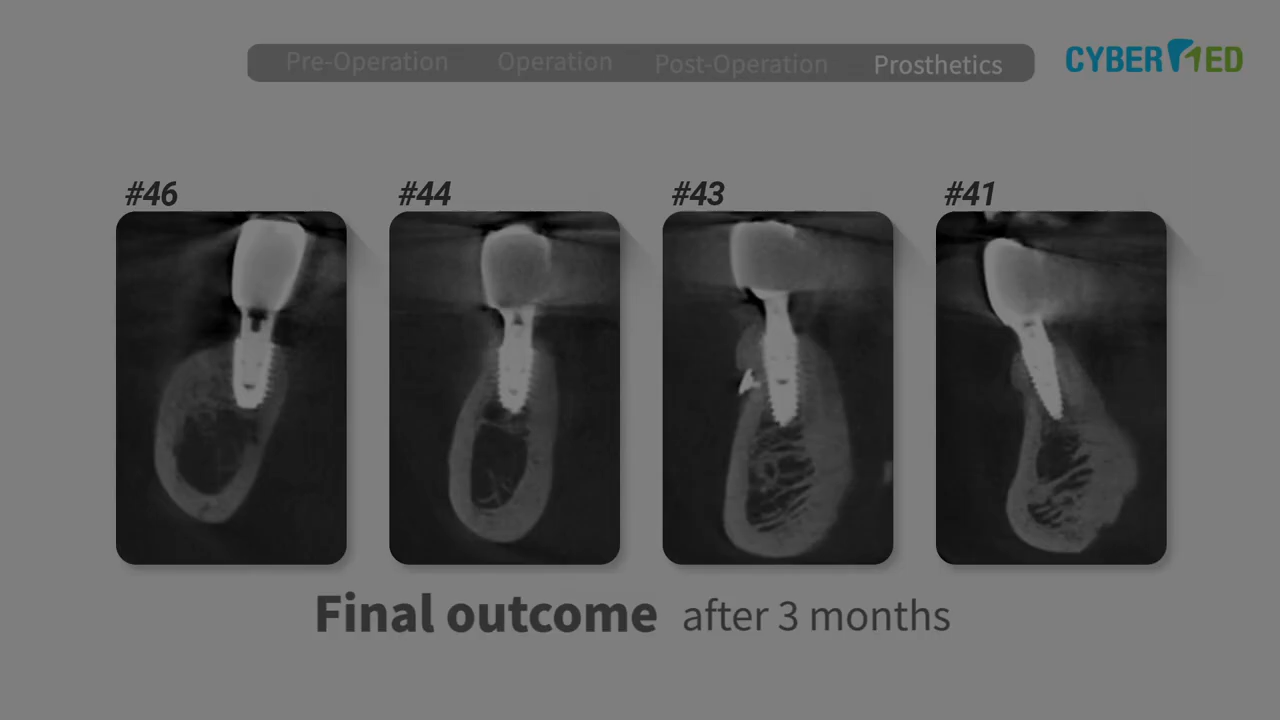 Pre-Operation Operation Post-Operation Prosthetics
CYBERMED
#46 #44 #43 #41
Final outcome after 3 months